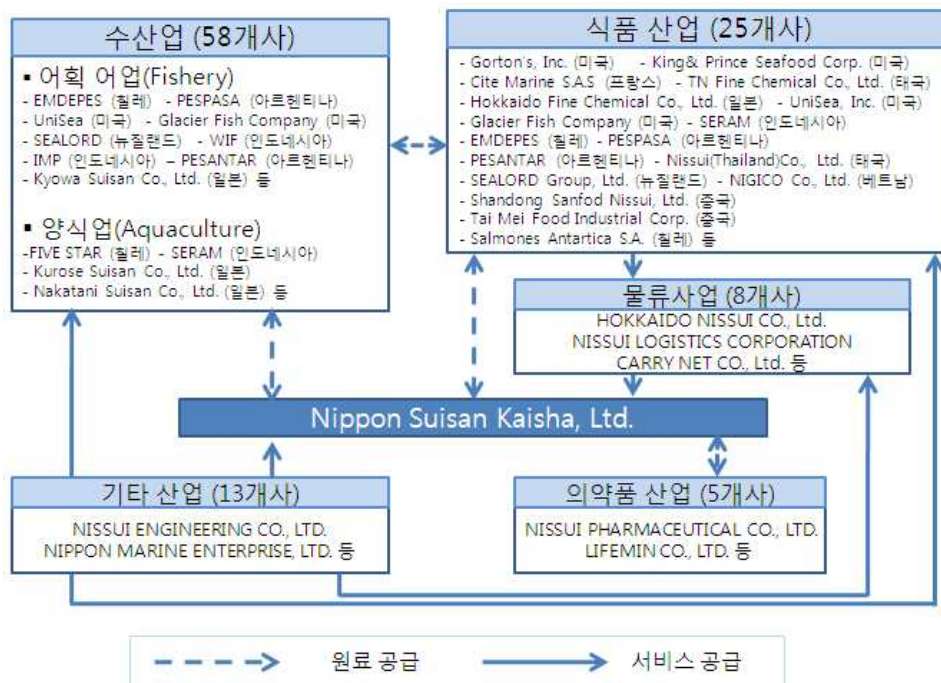 수산업 (58개사)
▪ 어획 어업(Fishery)
- EMDEPES (칠레) - PESPASA (아르헨티나)
- UniSea (미국) - Glacier Fish Company (미국)
- SEALORD (뉴질랜드) - WIF (인도네시아)
- IMP (인도네시아) – PESANTAR (아르헨티나)
- Kyowa Suisan Co., Ltd. (일본) 등
▪ 양식업(Aquaculture)
-FIVE STAR (칠레) - SERAM (인도네시아)
- Kurose Suisan Co., Ltd. (일본)
- Nakatani Suisan Co., Ltd. (일본) 등
식품 산업 (25개사)
- Gorton's, Inc. (미국) - King& Prince Seafood Corp. (미국)
- Cite Marine S.A.S (프랑스) - TN Fine Chemical Co., Ltd. (태국)
- Hokkaido Fine Chemical Co., Ltd. (일본) - UniSea, Inc. (미국)
- Glacier Fish Company (미국) - SERAM (인도네시아)
- EMDEPES (칠레) - PESPASA (아르헨티나)
- PESANTAR (아르헨티나) - Nissui(Thailand)Co., Ltd. (태국)
- SEALORD Group, Ltd. (뉴질랜드) - NIGICO Co., Ltd. (베트남)
- Shandong Sanfod Nissui, Ltd. (중국)
- Tai Mei Food Industrial Corp. (중국)
- Salmones Antartica S.A. (칠레) 등
물류사업 (8개사)
HOKKAIDO NISSUI CO., Ltd.
NISSUI LOGISTICS CORPORATION
CARRY NET CO., Ltd. 등
Nippon Suisan Kaisha, Ltd.
기타 산업 (13개사)
NISSUI ENGINEERING CO., LTD.
NIPPON MARINE ENTERPRISE, LTD. 등
의약품 산업 (5개사)
NISSUI PHARMACEUTICAL CO., LTD.
LIFEMIN CO., LTD. 등
원료 공급 서비스 공급